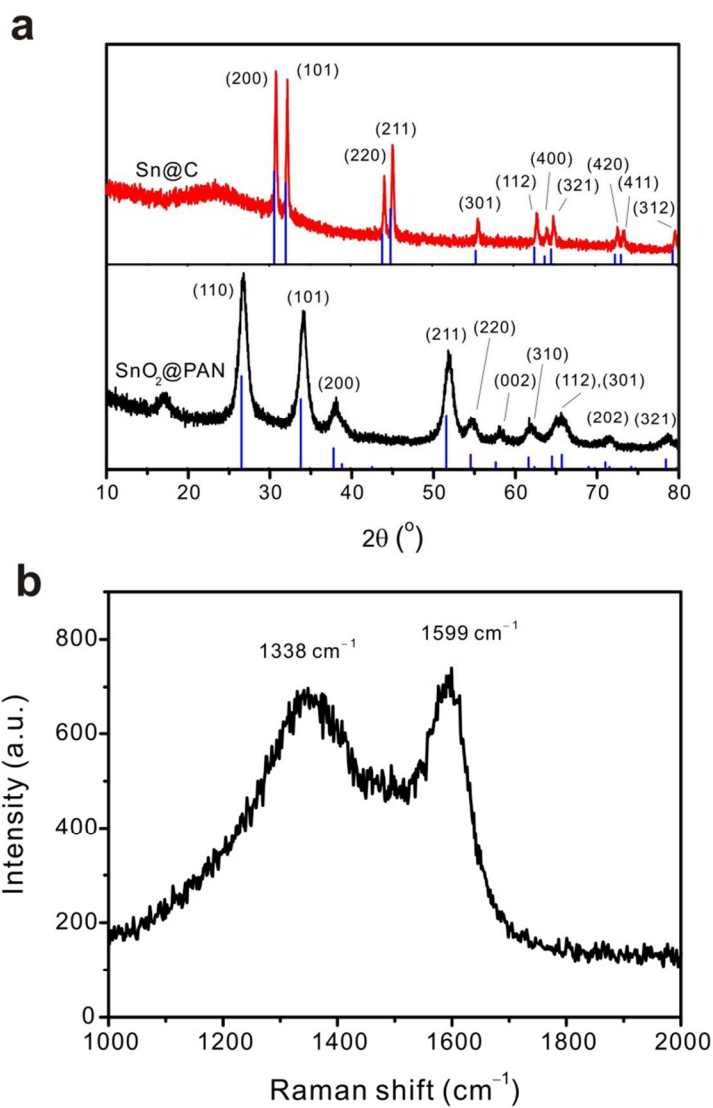 a
(200) (101)
(211)
(220)
Sn@C
(301)
(112) (400)
(321)
(420)
(411)
(312)
(110)
(101)
(200)
SnO₂@PAN
(211) (220)
(002)
(310)
(112),(301)
(202) (321)
10 20 30 40 50 60 70 80
2θ (°)
b
800
600
400
200
0
Intensity (a.u.)
1338 cm⁻¹
1599 cm⁻¹
1000 1200 1400 1600 1800 2000
Raman shift (cm⁻¹)